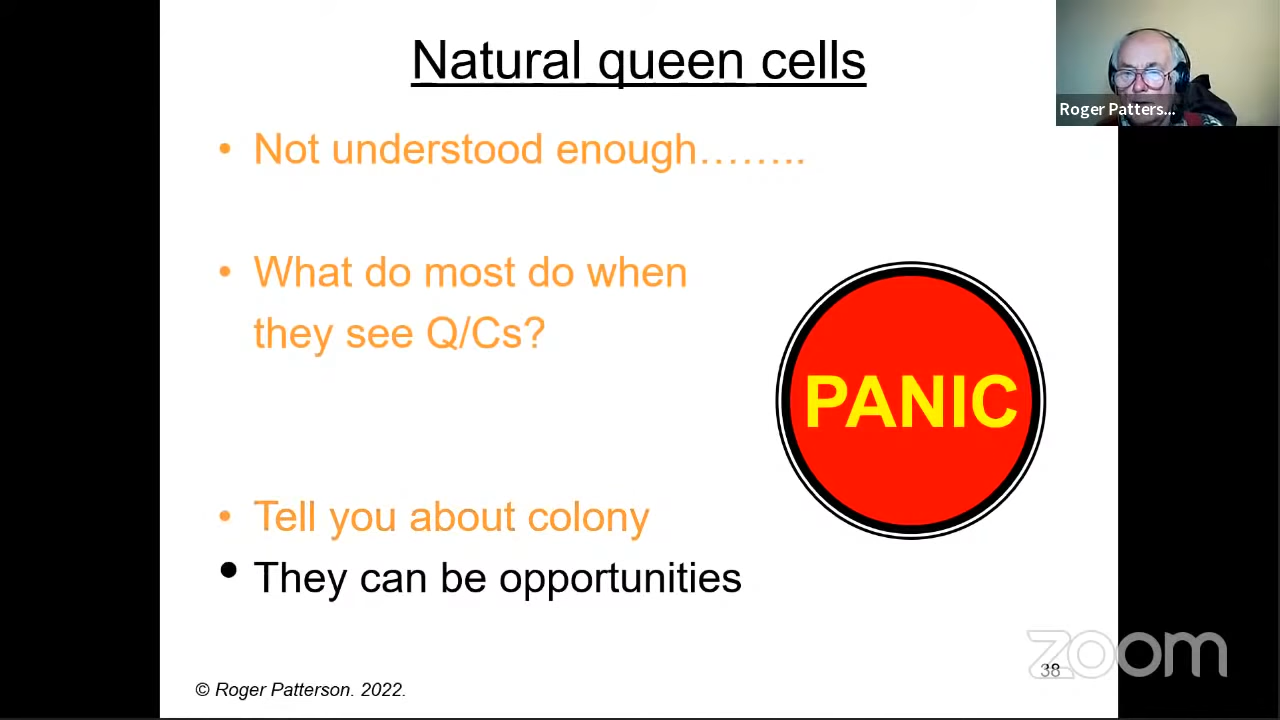 Natural queen cells
Roger Patters...
• Not understood enough……..
• What do most do when
they see Q/Cs?
PANIC
• Tell you about colony
• They can be opportunities
zoom
38
© Roger Patterson. 2022.